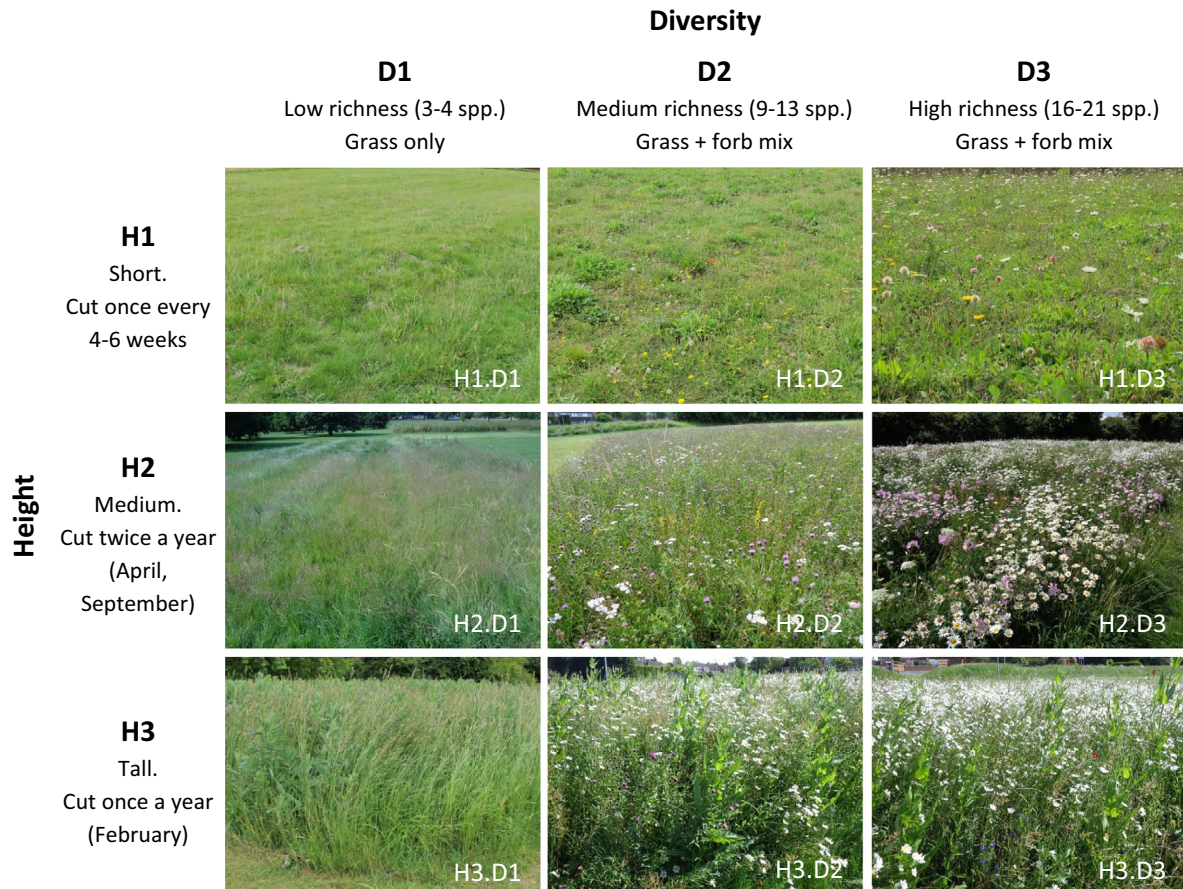 Diversity
D1
Low richness (3-4 spp.)
Grass only
D2
Medium richness (9-13 spp.)
Grass + forb mix
D3
High richness (16-21 spp.)
Grass + forb mix
Height
H1
Short.
Cut once every
4-6 weeks
H1.D1
H1.D2
H1.D3
H2
Medium.
Cut twice a year
(April,
September)
H2.D1
H2.D2
H2.D3
H3
Tall.
Cut once a year
(February)
H3.D1
H3.D2
H3.D3